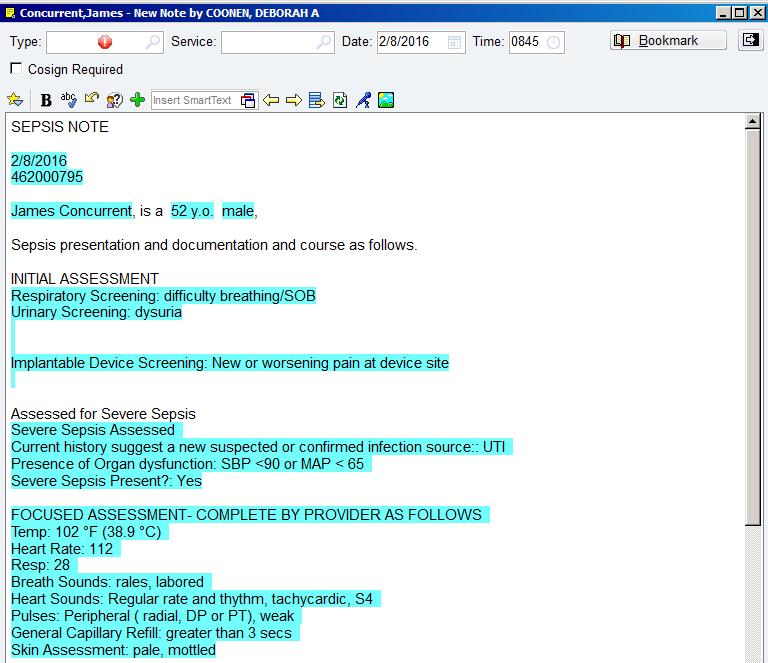 Concurrent,James - New Note by COONEN, DEBORAH A
Type: Service: Date: 2/8/2016 Time: 0845 Bookmark
Cosign Required
B abc Insert SmartText
SEPSIS NOTE
2/8/2016
462000795
James Concurrent, is a 52 y.o. male,
Sepsis presentation and documentation and course as follows.
INITIAL ASSESSMENT
Respiratory Screening: difficulty breathing/SOB
Urinary Screening: dysuria
Implantable Device Screening: New or worsening pain at device site
Assessed for Severe Sepsis
Severe Sepsis Assessed
Current history suggest a new suspected or confirmed infection source:: UTI
Presence of Organ dysfunction: SBP <90 or MAP < 65
Severe Sepsis Present?: Yes
FOCUSED ASSESSMENT- COMPLETE BY PROVIDER AS FOLLOWS
Temp: 102 °F (38.9 °C)
Heart Rate: 112
Resp: 28
Breath Sounds: rales, labored
Heart Sounds: Regular rate and thythm, tachycardic, S4
Pulses: Peripheral ( radial, DP or PT), weak
General Capillary Refill: greater than 3 secs
Skin Assessment: pale, mottled